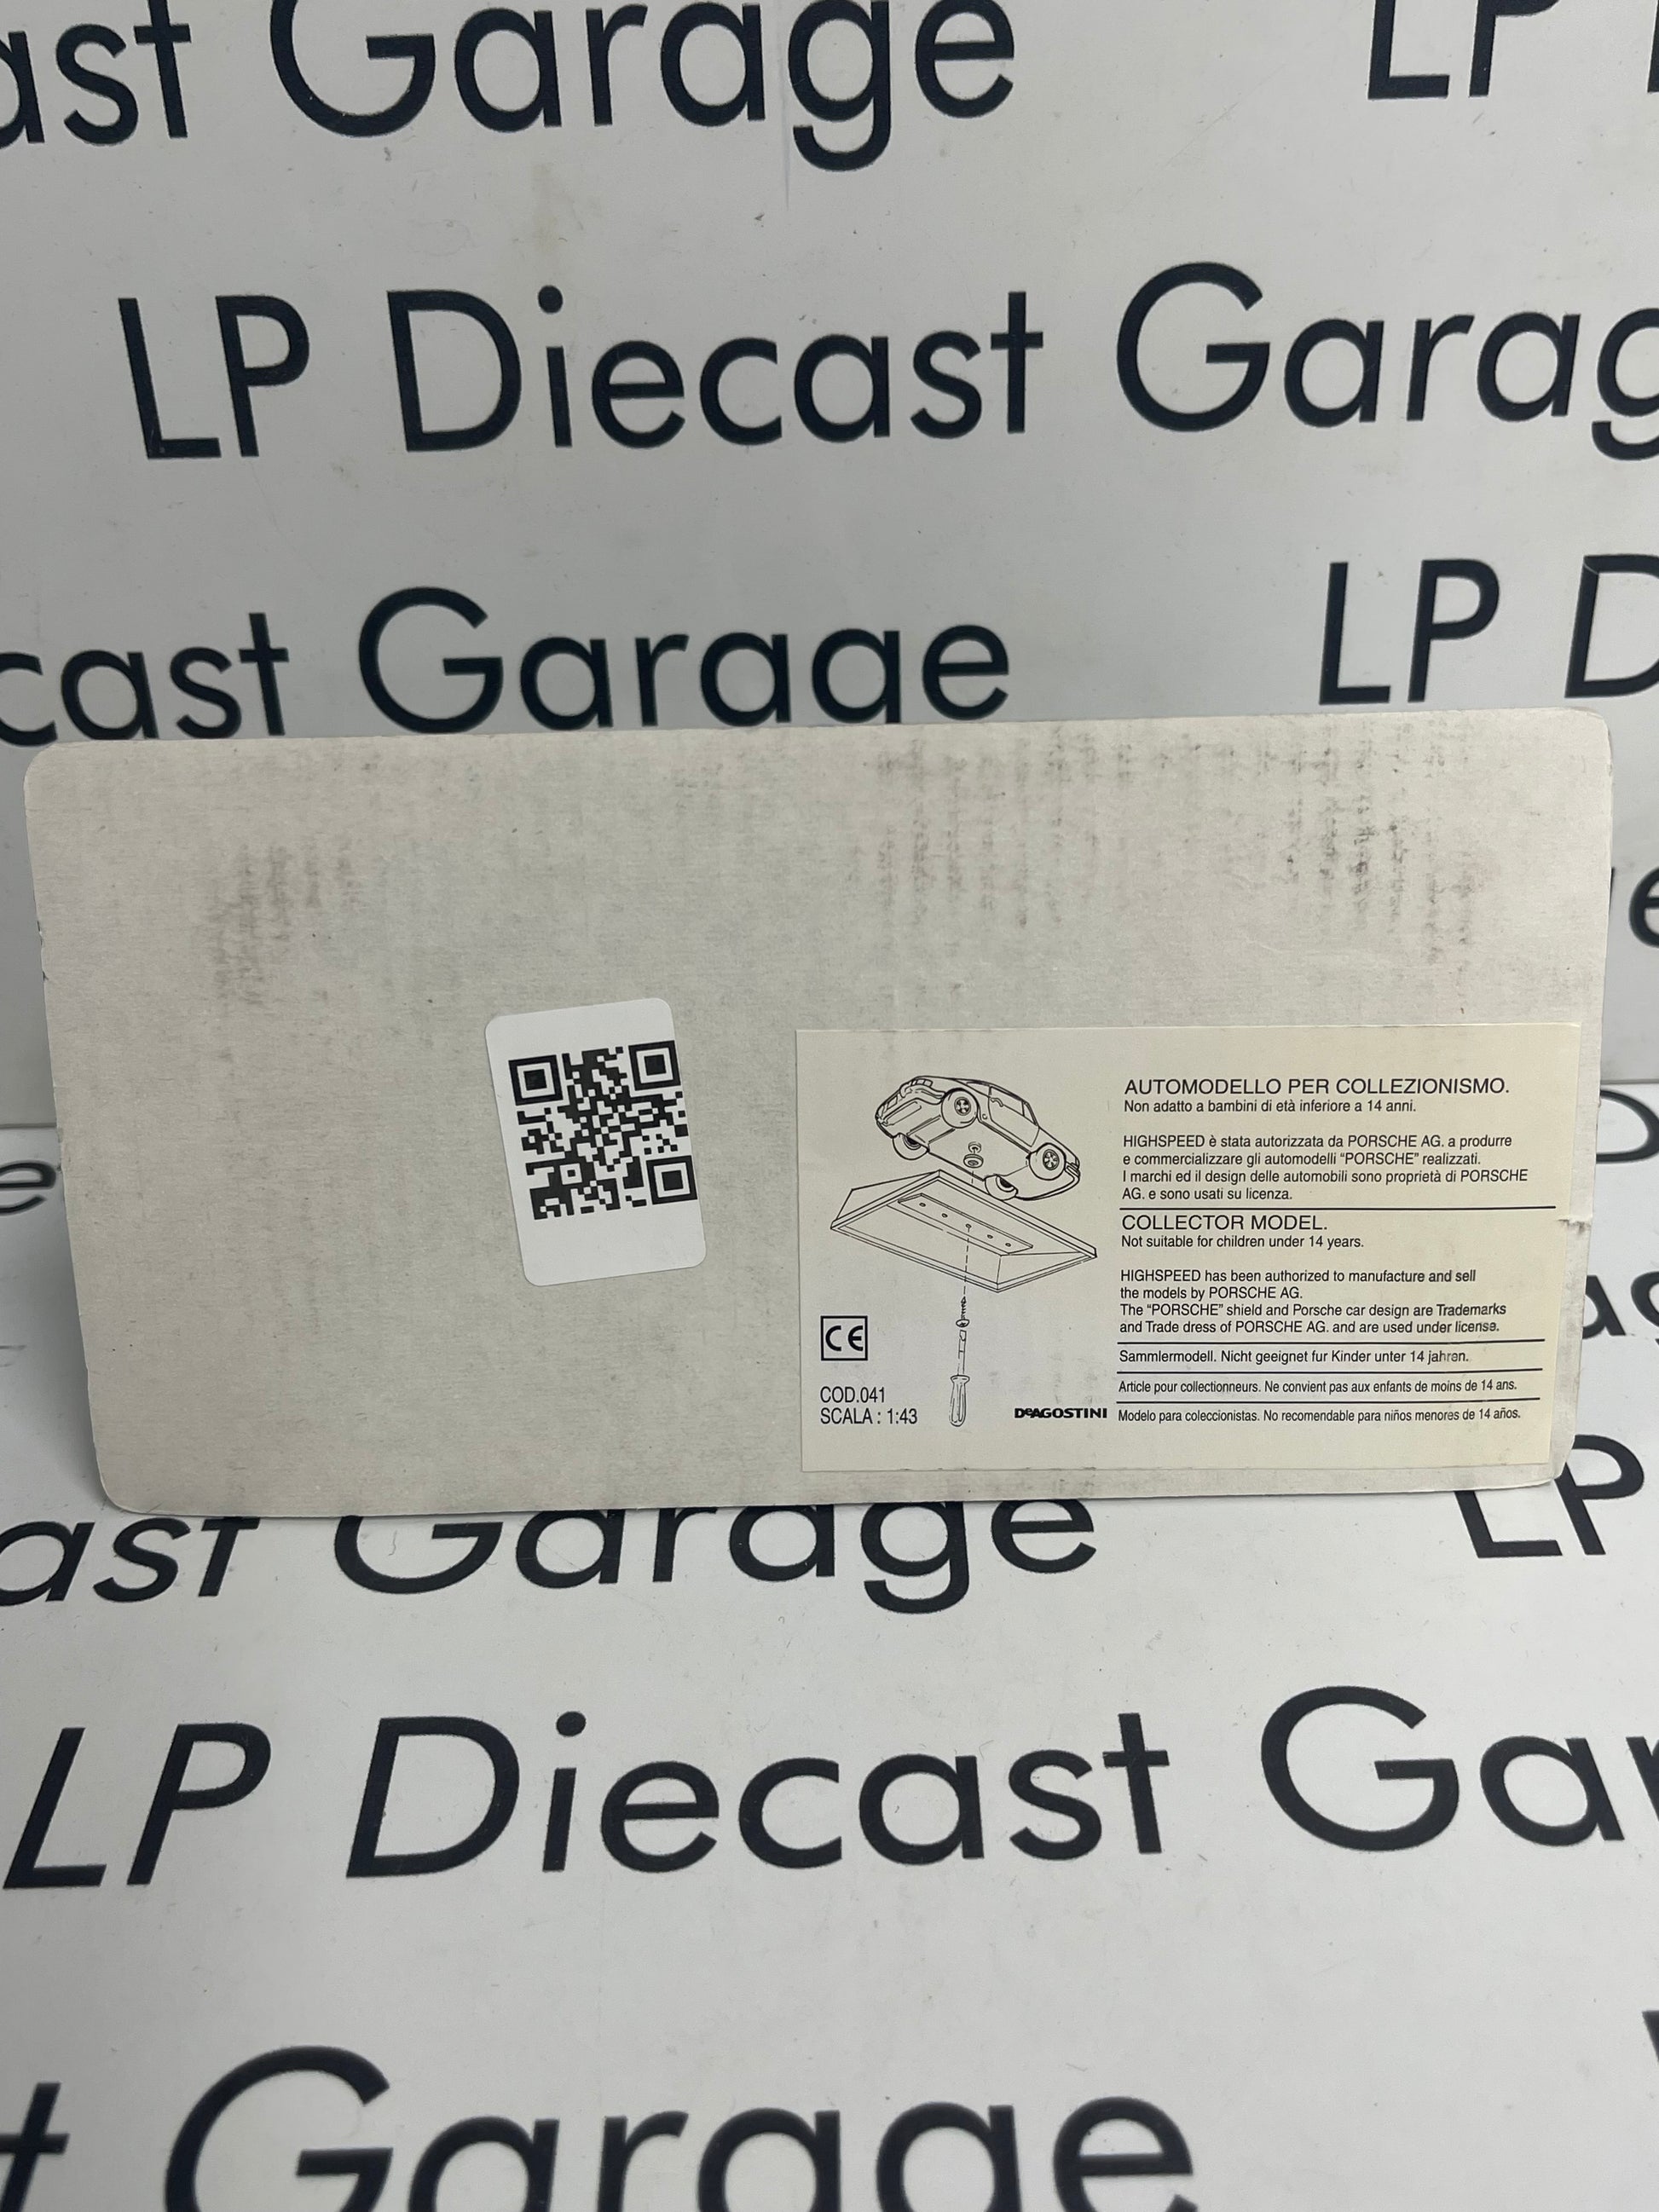 ast Garage LP
LP Diecast Garag
cast Garage LP D
e
AUTOMODELLO PER COLLEZIONISMO.
Non adatto a bambini di età inferiore a 14 anni.
HIGHSPEED è stata autorizzata da PORSCHE AG. a produrre
e commercializzare gli automodelli “PORSCHE” realizzati.
I marchi ed il design delle automobili sono proprietà di PORSCHE
AG. e sono usati su licenza.
COLLECTOR MODEL.
Not suitable for children under 14 years.
HIGHSPEED has been authorized to manufacture and sell
the models by PORSCHE AG.
The “PORSCHE” shield and Porsche car design are Trademarks
and Trade dress of PORSCHE AG. and are used under license.
Sammlermodell. Nicht geeignet fur Kinder unter 14 jahren.
Article pour collectionneurs. Ne convient pas aux enfants de moins de 14 ans.
Modelo para coleccionistas. No recomendable para niños menores de 14 años.
CE
COD.041
SCALA : 1:43
DeAGOSTINI
e
as
ast Garage LP
LP Diecast Gar
t Garage